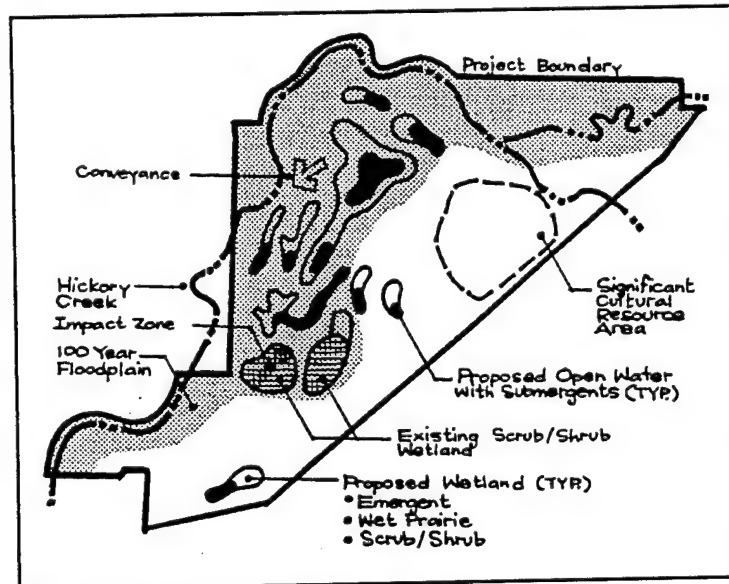 Project Boundary
Conveyance
Hickory
Creek
Impact Zone
100 Year
Floodplain
Significant
Cultural
Resource
Area
Proposed Open Water
With Submergents (TYP.)
Existing Scrub/Shrub
Wetland
Proposed Wetland (TYP.)
• Emergent
• Wet Prairie
• Scrub/Shrub